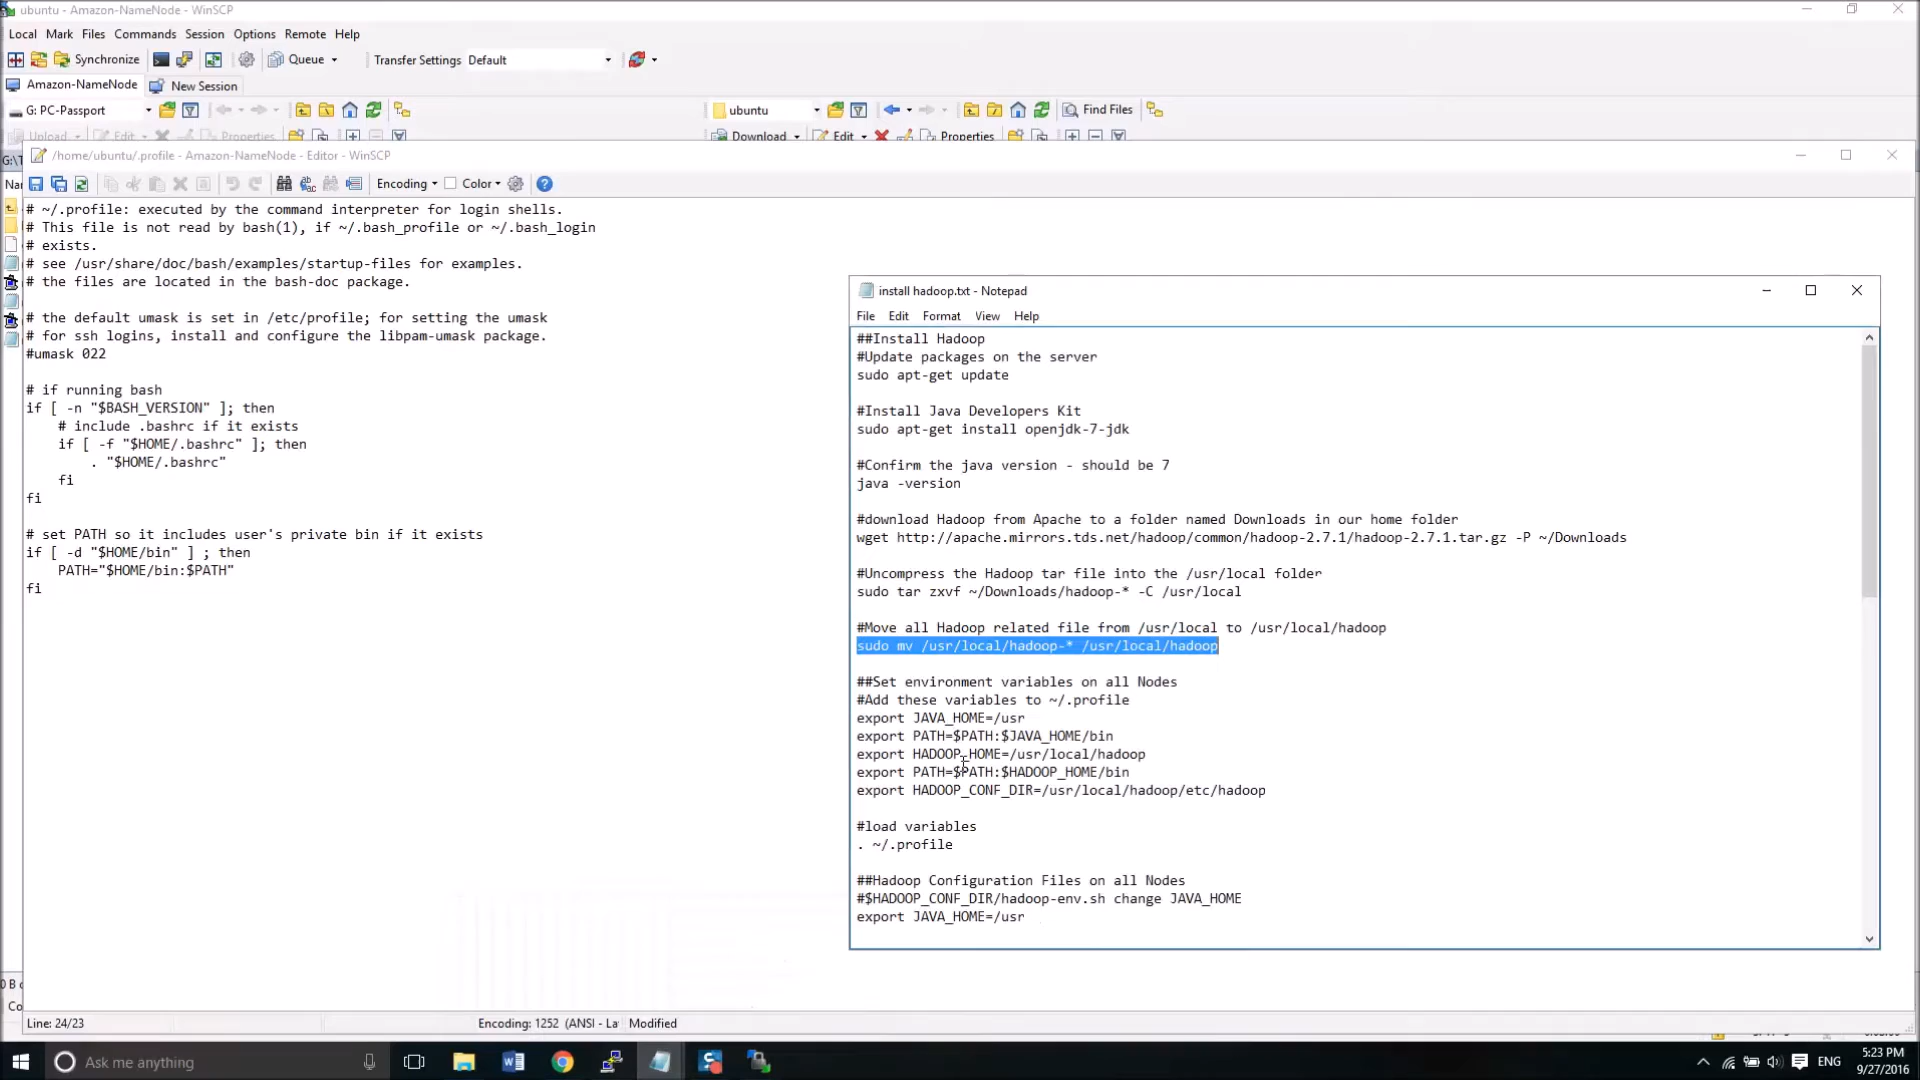 ubuntu - Amazon-NameNode - WinSCP
Local Mark Files Commands Session Options Remote Help
Synchronize Queue Transfer Settings Default
Amazon-NameNode New Session
G: PC-Passport ubuntu Find Files
Upload Edit Properties Download Edit Properties
/home/ubuntu/.profile - Amazon-NameNode - Editor - WinSCP
Encoding Color
# ~/.profile: executed by the command interpreter for login shells.
# This file is not read by bash(1), if ~/.bash_profile or ~/.bash_login
# exists.
# see /usr/share/doc/bash/examples/startup-files for examples.
# the files are located in the bash-doc package.
# the default umask is set in /etc/profile; for setting the umask
# for ssh logins, install and configure the libpam-umask package.
#umask 022
# if running bash
if [ -n "$BASH_VERSION" ]; then
# include .bashrc if it exists
if [ -f "$HOME/.bashrc" ]; then
. "$HOME/.bashrc"
fi
fi
# set PATH so it includes user's private bin if it exists
if [ -d "$HOME/bin" ] ; then
PATH="$HOME/bin:$PATH"
fi
install hadoop.txt - Notepad
File Edit Format View Help
##Install Hadoop
#Update packages on the server
sudo apt-get update
#Install Java Developers Kit
sudo apt-get install openjdk-7-jdk
#Confirm the java version - should be 7
java -version
#download Hadoop from Apache to a folder named Downloads in our home folder
wget http://apache.mirrors.tds.net/hadoop/common/hadoop-2.7.1/hadoop-2.7.1.tar.gz -P ~/Downloads
#Uncompress the Hadoop tar file into the /usr/local folder
sudo tar zxvf ~/Downloads/hadoop-* -C /usr/local
#Move all Hadoop related file from /usr/local to /usr/local/hadoop
sudo mv /usr/local/hadoop-* /usr/local/hadoop
##Set environment variables on all Nodes
#Add these variables to ~/.profile
export JAVA_HOME=/usr
export PATH=$PATH:$JAVA_HOME/bin
export HADOOP_HOME=/usr/local/hadoop
export PATH=$PATH:$HADOOP_HOME/bin
export HADOOP_CONF_DIR=/usr/local/hadoop/etc/hadoop
#load variables
. ~/.profile
##Hadoop Configuration Files on all Nodes
#$HADOOP_CONF_DIR/hadoop-env.sh change JAVA_HOME
export JAVA_HOME=/usr
Line: 24/23 Encoding: 1252 (ANSI - La Modified
Ask me anything
ENG
5:23 PM
9/27/2016